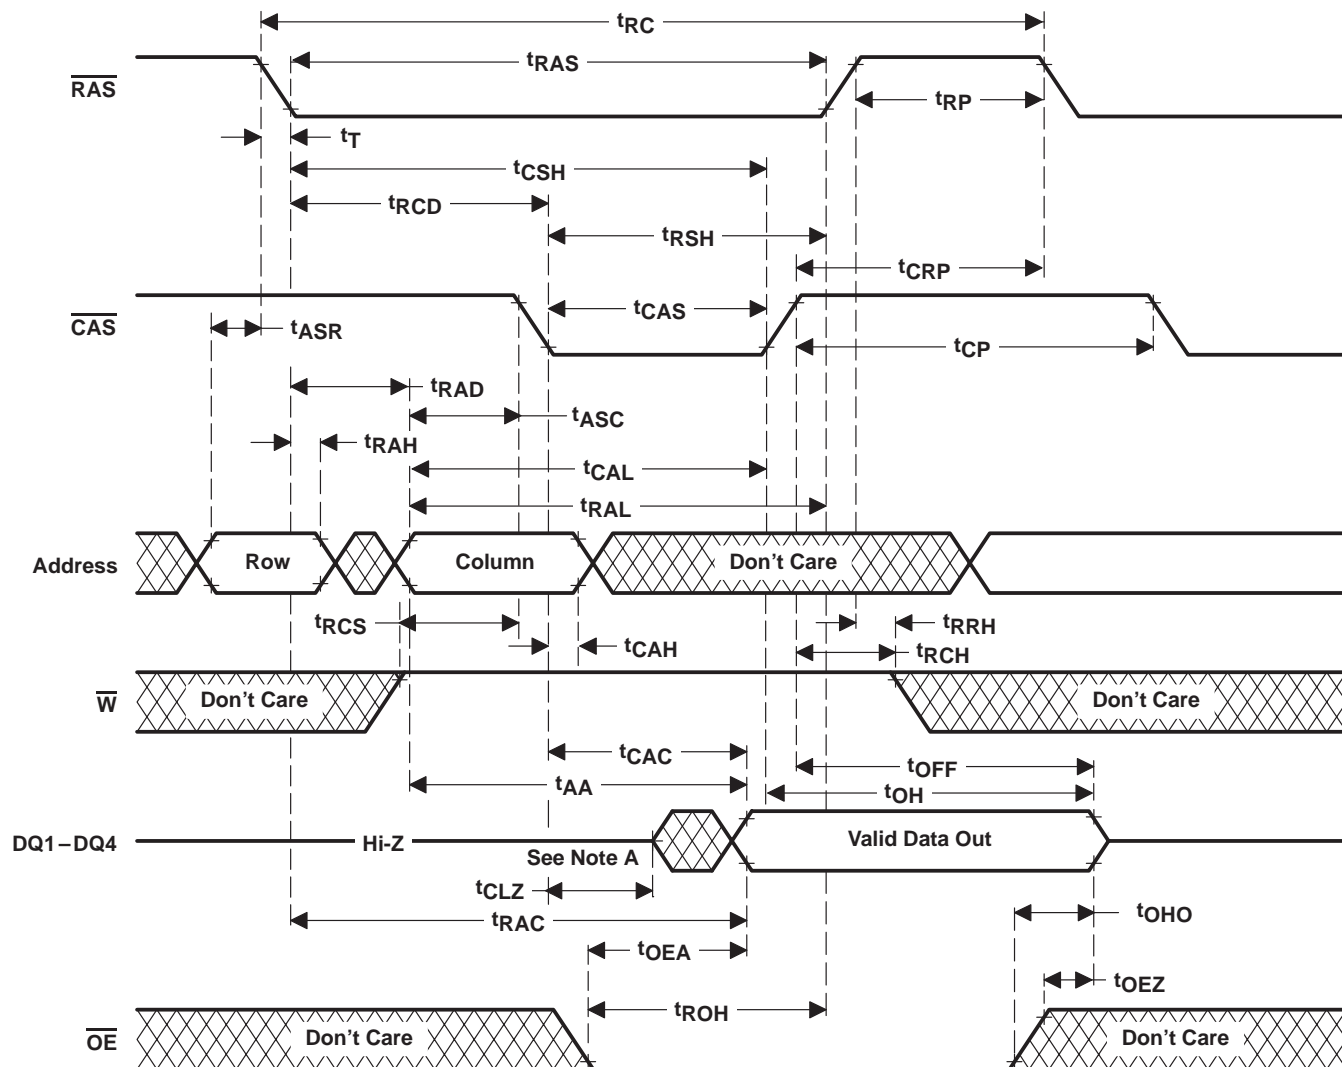 tRC
tRAS
RAS
tRP
tT
tCSH
tRCD
tRSH
tCRP
CAS
tCAS
tASR
tCP
tRAD
tASC
tRAH
tCAL
tRAL
Address Row Column Don't Care
tRCS
tRRH
tCAH
tRCH
W Don't Care Don't Care
tCAC
tOFF
tAA
tOH
DQ1–DQ4 Hi-Z Valid Data Out
See Note A
tCLZ
tRAC
tOHO
tOEA
tOEZ
tROH
OE Don't Care Don't Care